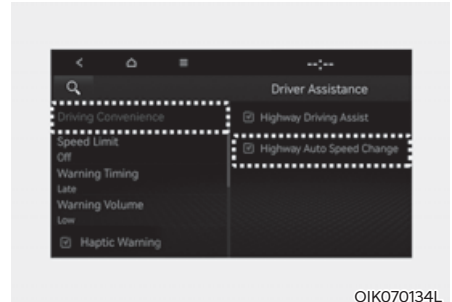 --:--
Driver Assistance
Driving Convenience
Speed Limit
Off
Warning Timing
Late
Warning Volume
Low
Haptic Warning
Highway Driving Assist
Highway Auto Speed Change
OIK070134L